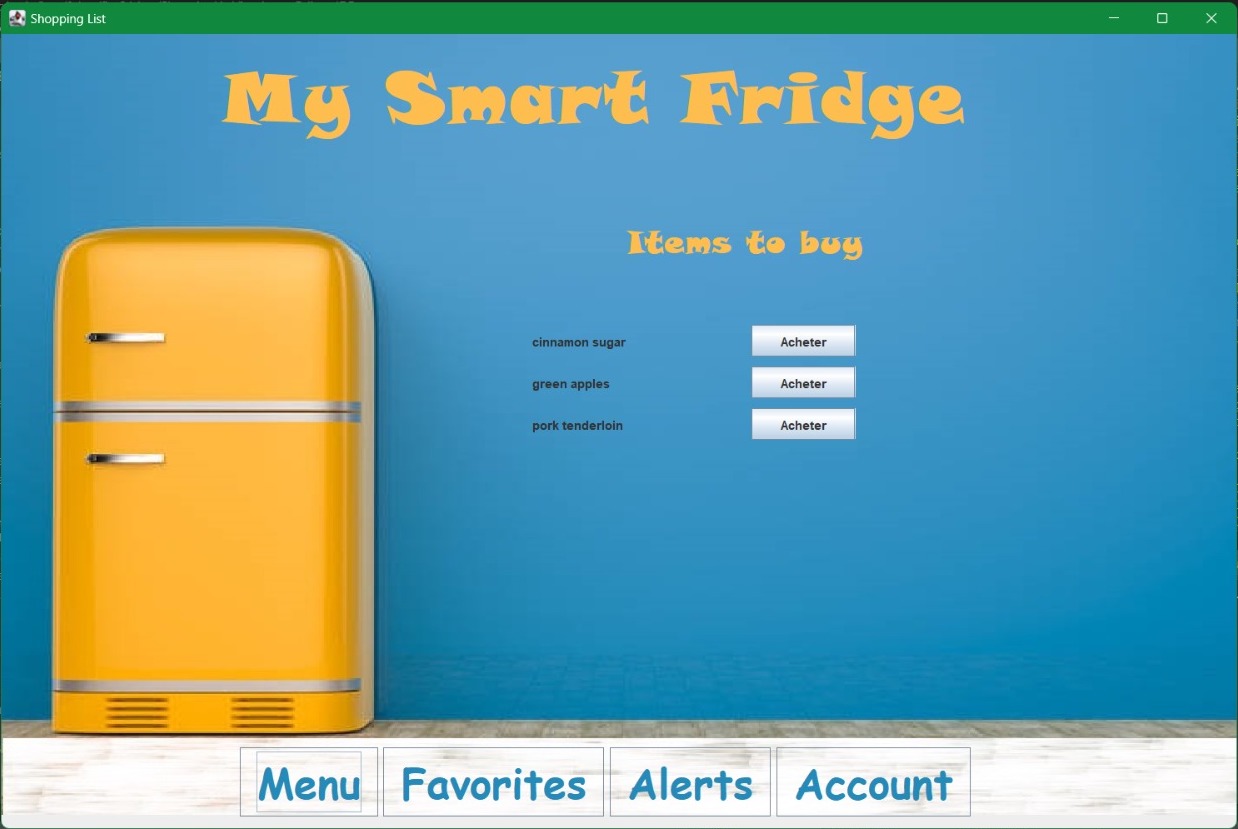 Shopping List
My Smart Fridge
Items to buy
cinnamon sugar Acheter
green apples Acheter
pork tenderloin Acheter
Menu Favorites Alerts Account